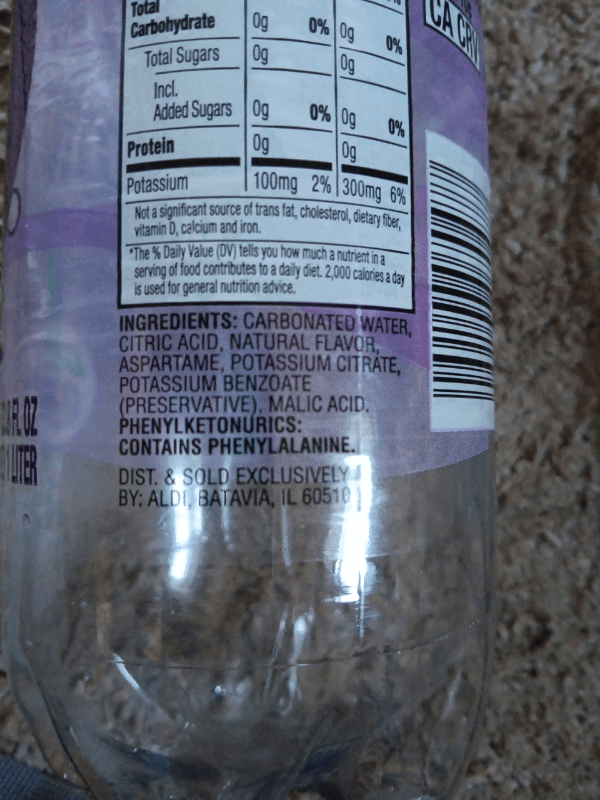 CA CRV
Total
Carbohydrate 0g 0% 0g 0%
Total Sugars 0g 0g
Incl.
Added Sugars 0g 0% 0g 0%
Protein 0g 0g
Potassium 100mg 2% 300mg 6%
Not a significant source of trans fat, cholesterol, dietary fiber,
vitamin D, calcium and iron.
*The % Daily Value (DV) tells you how much a nutrient in a
serving of food contributes to a daily diet. 2,000 calories a day
is used for general nutrition advice.
INGREDIENTS: CARBONATED WATER,
CITRIC ACID, NATURAL FLAVOR,
ASPARTAME, POTASSIUM CITRATE,
POTASSIUM BENZOATE
(PRESERVATIVE), MALIC ACID.
PHENYLKETONURICS:
CONTAINS PHENYLALANINE.
DIST. & SOLD EXCLUSIVELY
BY: ALDI, BATAVIA, IL 60510
FL OZ
LITER